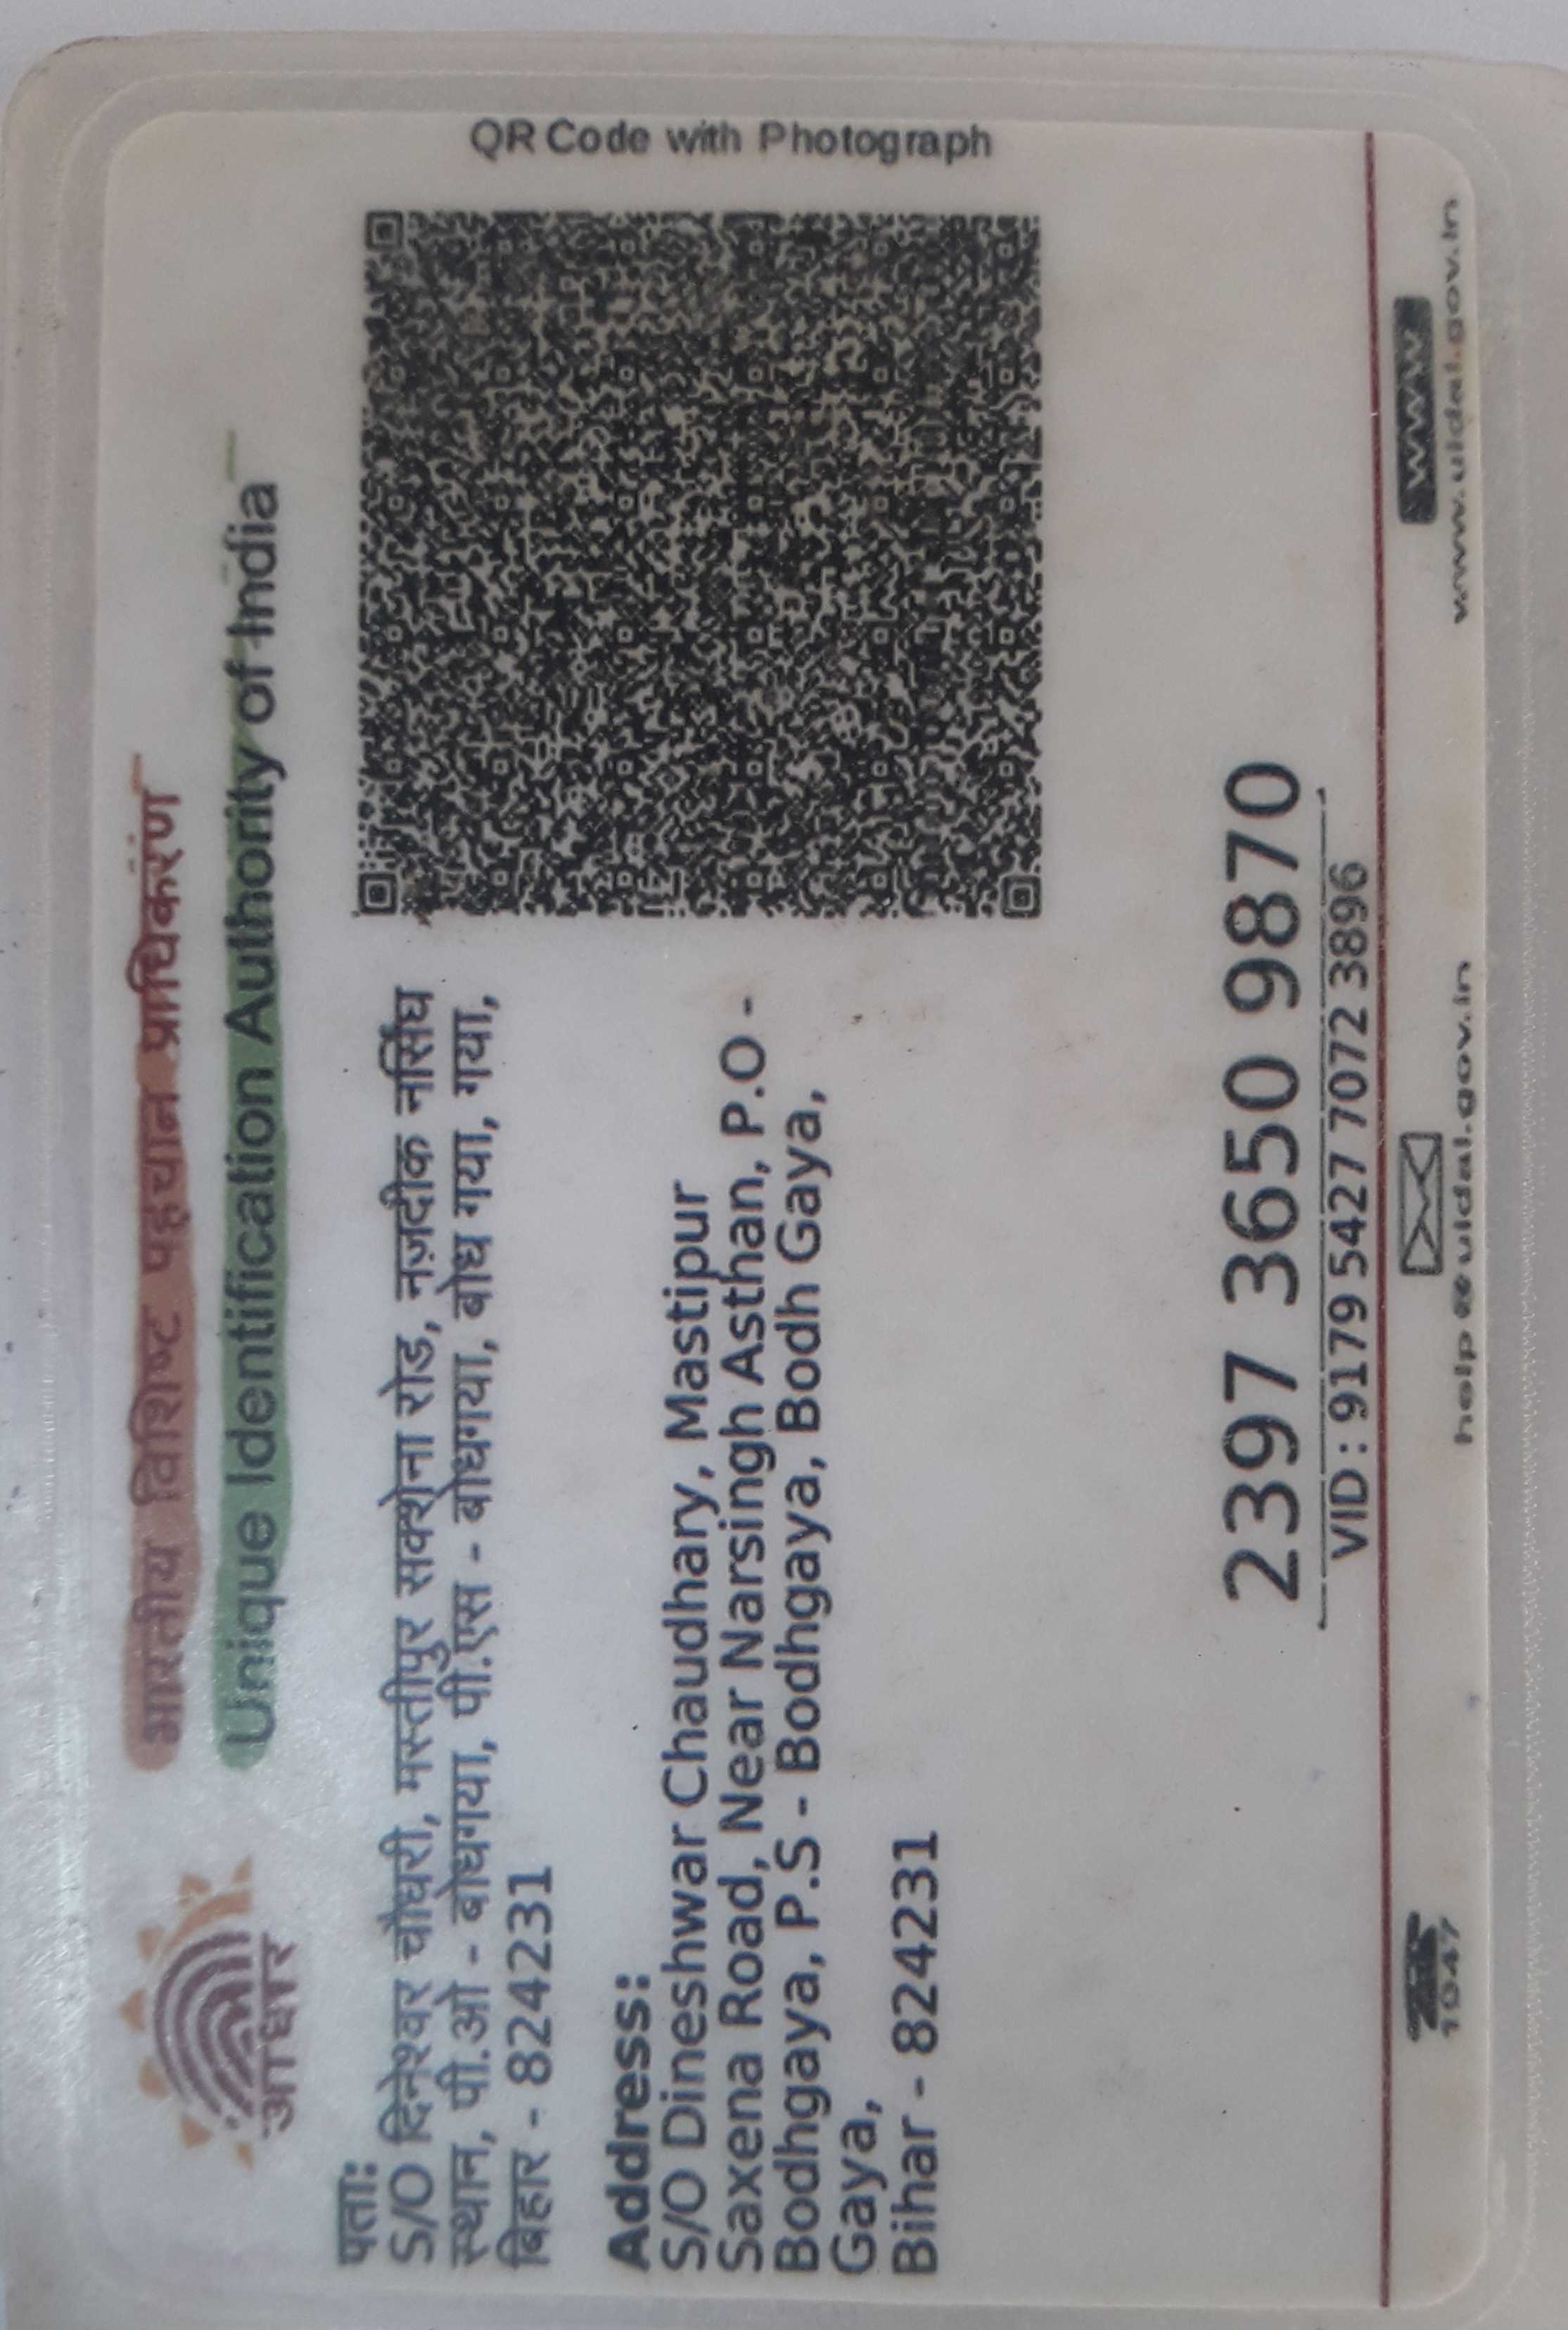 भारतीय विशिष्ट पहचान प्राधिकरण
Unique Identification Authority of India
आधार
QR Code with Photograph
पता:
S/O दिनेश्वर चौधरी, मस्तीपुर सक्सेना रोड, नज़दीक नर्सिंघ
स्थान, पी.ओ - बोधगया, पी.एस - बोधगया, बोध गया, गया,
बिहार - 824231
Address:
S/O Dineshwar Chaudhary, Mastipur
Saxena Road, Near Narsingh Asthan, P.O -
Bodhgaya, P.S - Bodhgaya, Bodh Gaya,
Gaya,
Bihar - 824231
2397 3650 9870
VID : 9179 5427 7072 3896
1947
help@uidai.gov.in
www
www.uidai.gov.in